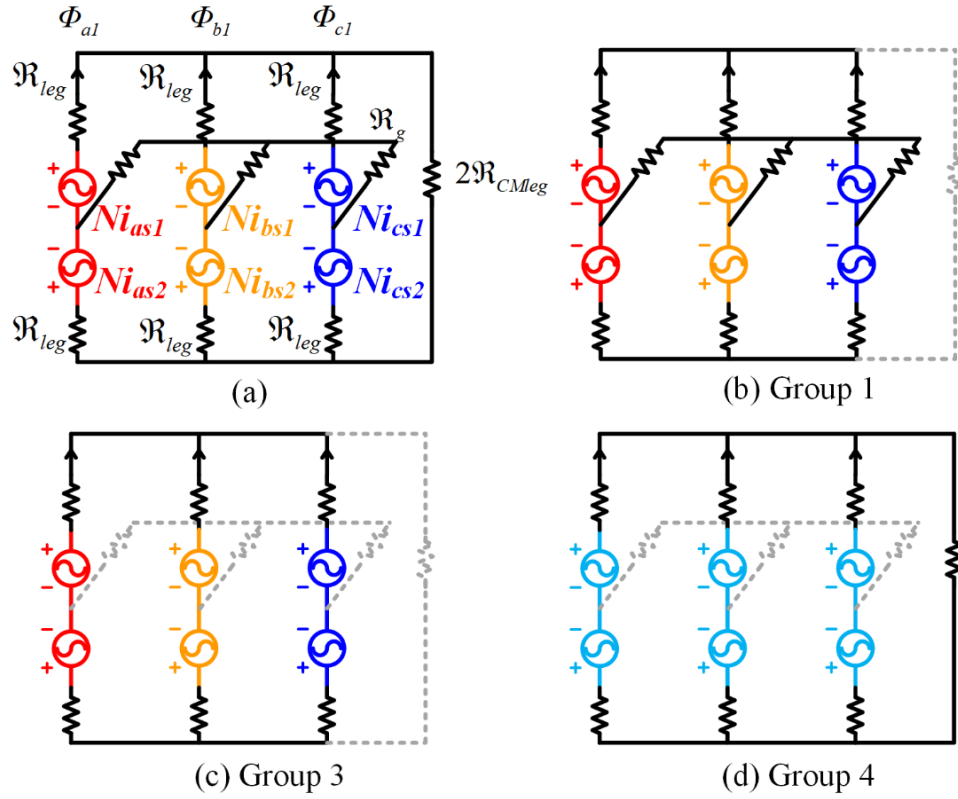 Φa1 Φb1 Φc1
ℜleg ℜleg ℜleg
ℜg
+ + +
2ℜCMleg
− − −
Nias1 Nibs1 Nics1
− − −
Nias2 Nibs2 Nics2
+ + +
ℜleg ℜleg ℜleg
(a)
+ + +
− − −
− − −
+ + +
(b) Group 1
+ + +
− − −
− − −
+ + +
(c) Group 3
+ + +
− − −
− − −
+ + +
(d) Group 4